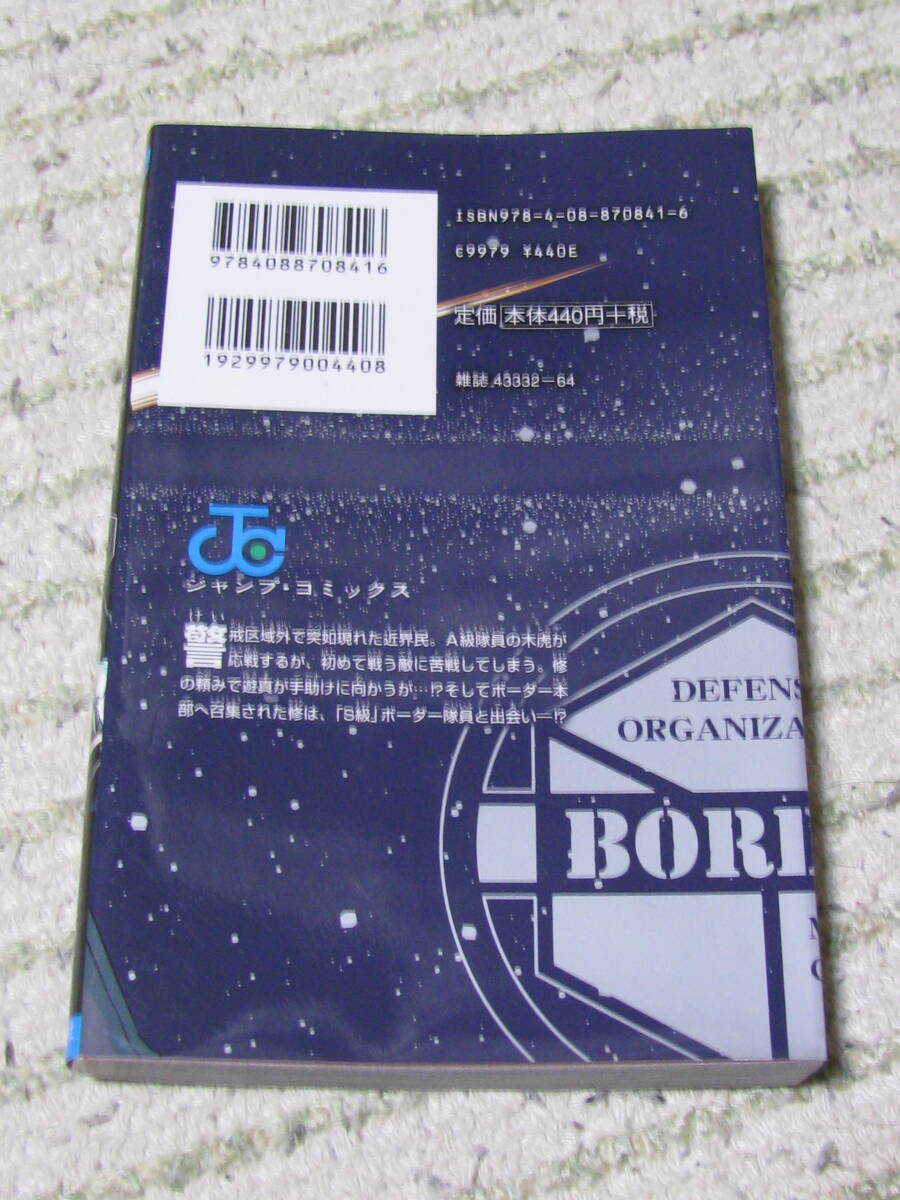 9784088708416
1929979004408
ISBN978-4-08-870841-6
C9979 ¥440E
定価 本体440円+税
雑誌 43332-64
JC
ジャンプ・コミックス
けい
警戒区域外で突如現れた近界民。A級隊員の木虎が
応戦するが、初めて戦う敵に苦戦してしまう。修
の頼みで遊真が手助けに向かうが…!?そしてボーダー本
部へ召集された修は、「S級」ボーダー隊員と出会い―!?
DEFENS
ORGANIZA
BORD